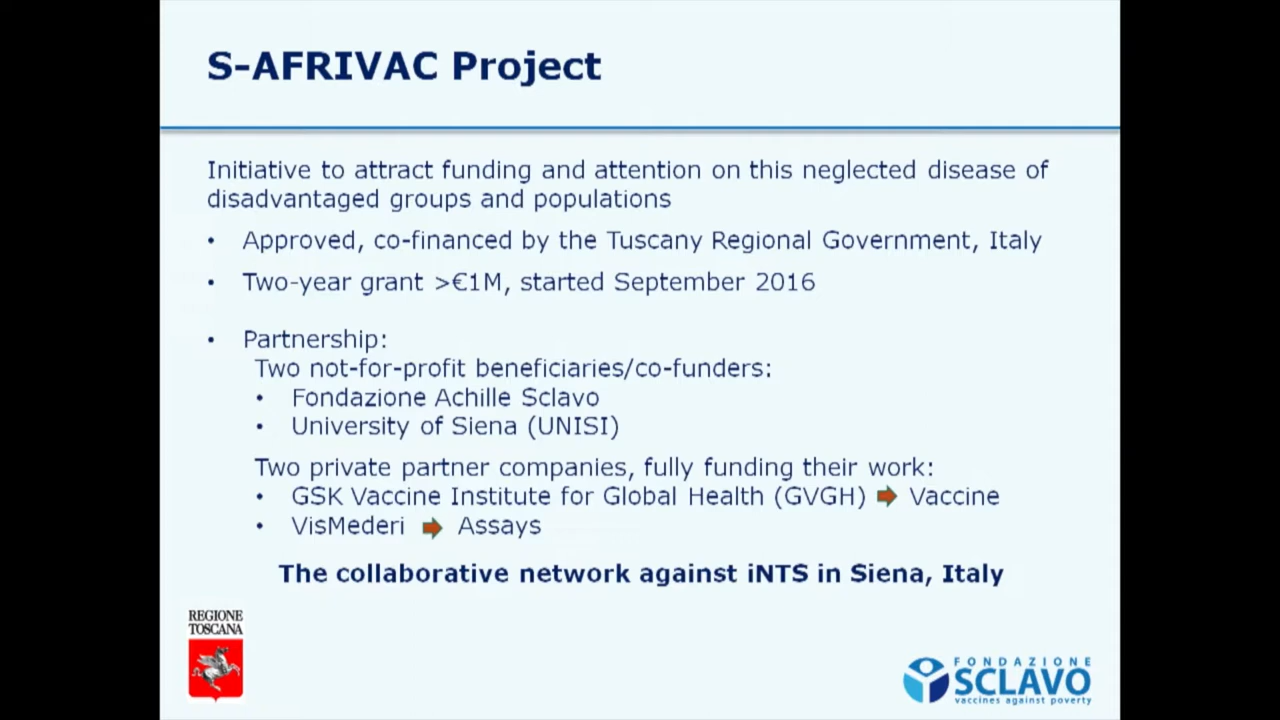 S-AFRIVAC Project
Initiative to attract funding and attention on this neglected disease of
disadvantaged groups and populations
• Approved, co-financed by the Tuscany Regional Government, Italy
• Two-year grant >€1M, started September 2016
• Partnership:
Two not-for-profit beneficiaries/co-funders:
• Fondazione Achille Sclavo
• University of Siena (UNISI)
Two private partner companies, fully funding their work:
• GSK Vaccine Institute for Global Health (GVGH) ➡ Vaccine
• VisMederi ➡ Assays
The collaborative network against iNTS in Siena, Italy
REGIONE
TOSCANA
FONDAZIONE
SCLAVO
vaccines against poverty